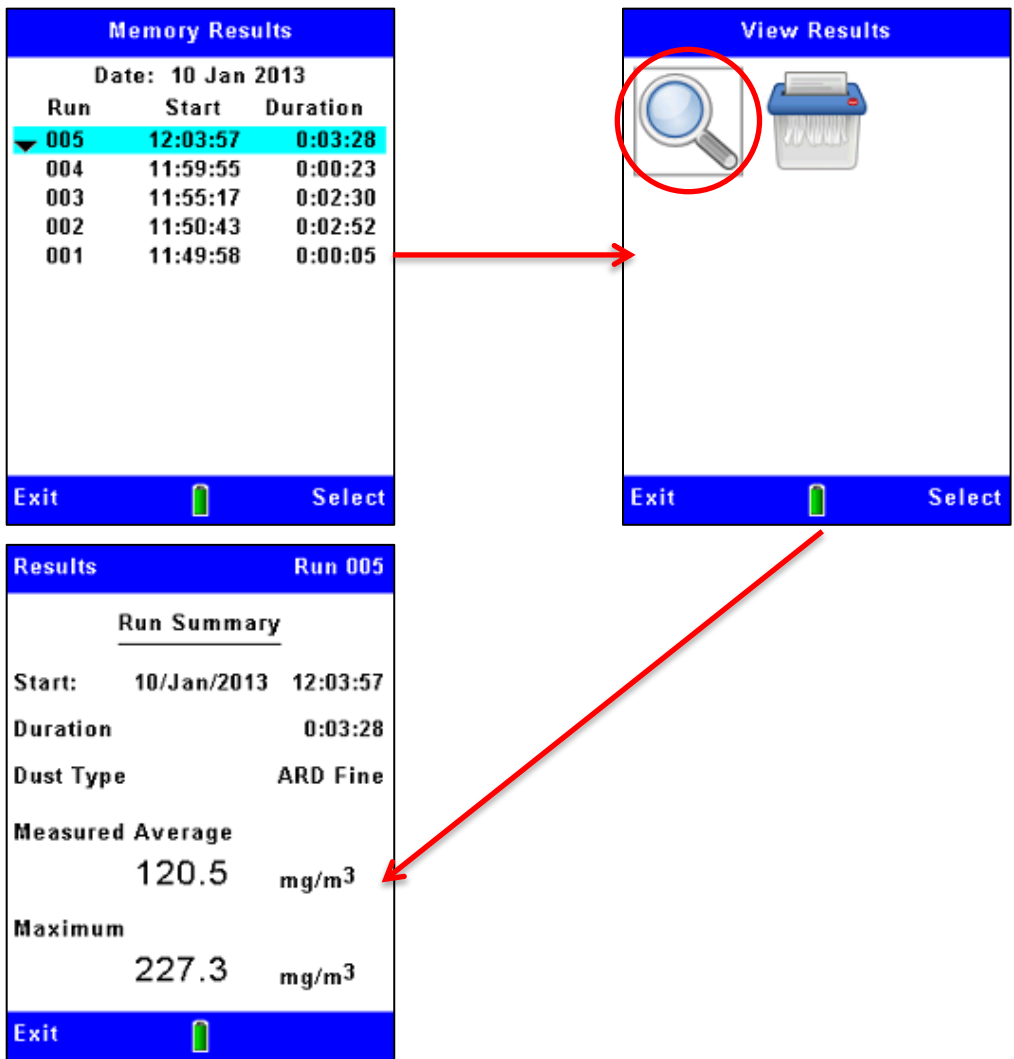 Memory Results
Date: 10 Jan 2013
Run Start Duration
005 12:03:57 0:03:28
004 11:59:55 0:00:23
003 11:55:17 0:02:30
002 11:50:43 0:02:52
001 11:49:58 0:00:05
Exit Select
View Results
Exit Select
Results Run 005
Run Summary
Start: 10/Jan/2013 12:03:57
Duration 0:03:28
Dust Type ARD Fine
Measured Average
120.5 mg/m³
Maximum
227.3 mg/m³
Exit